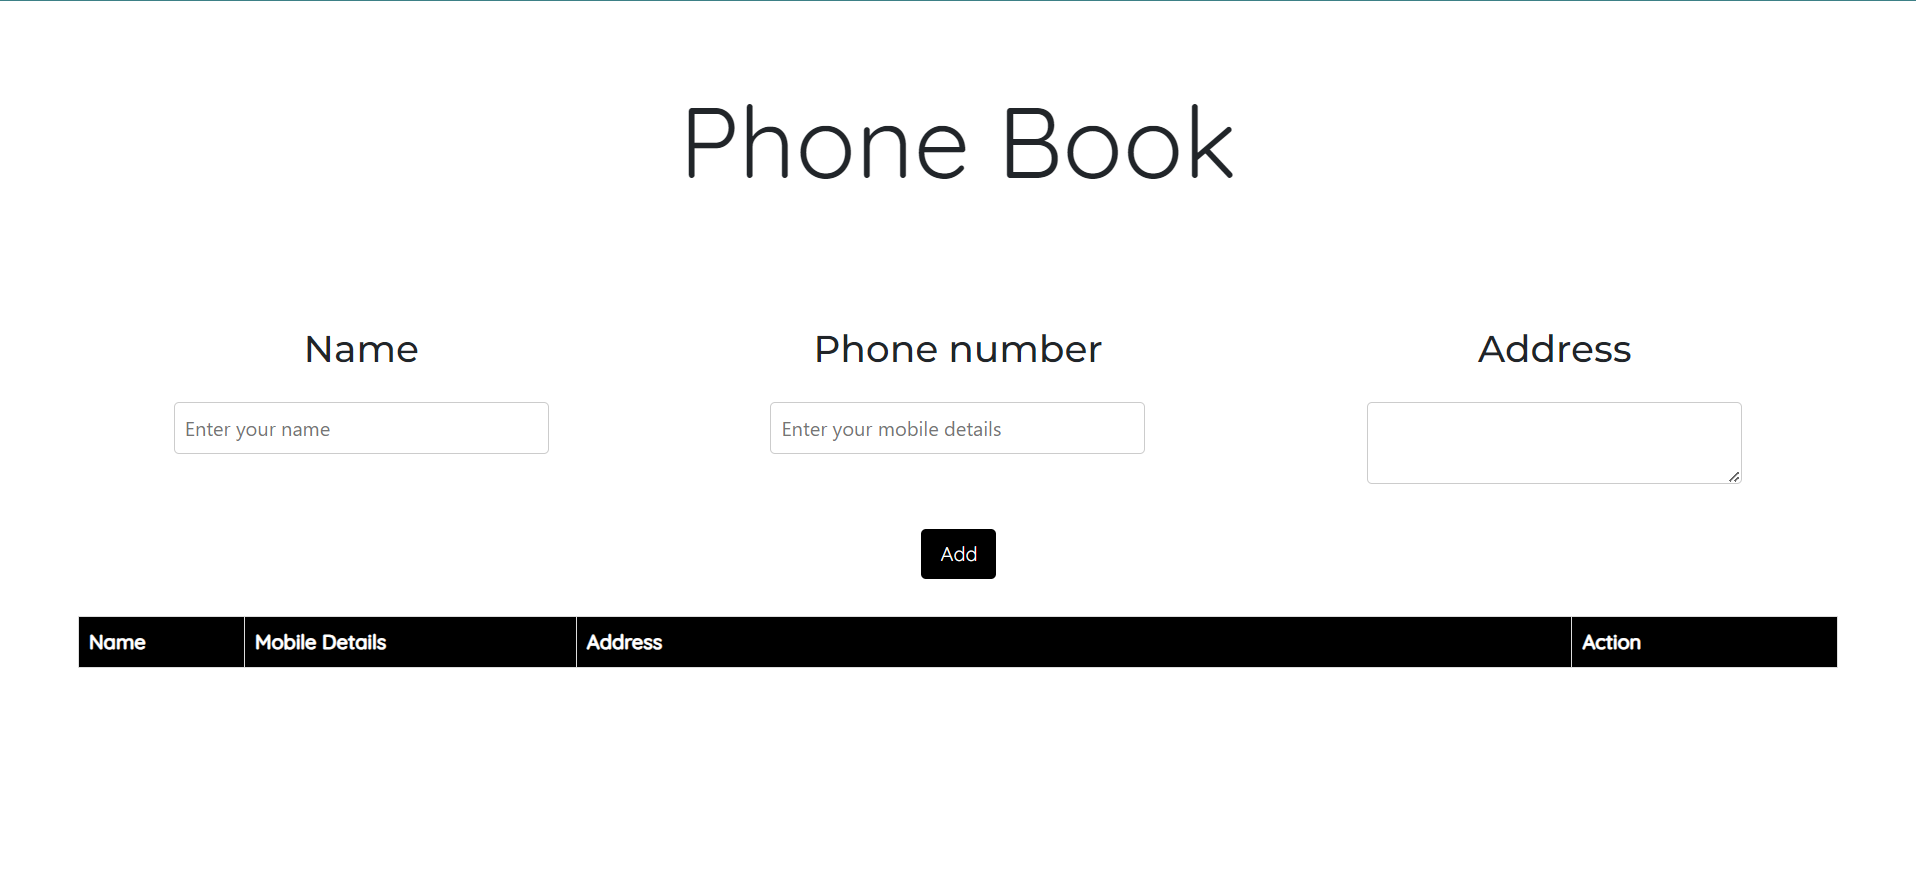 Phone Book
Name Phone number Address
Enter your name Enter your mobile details
Add
Name Mobile Details Address Action